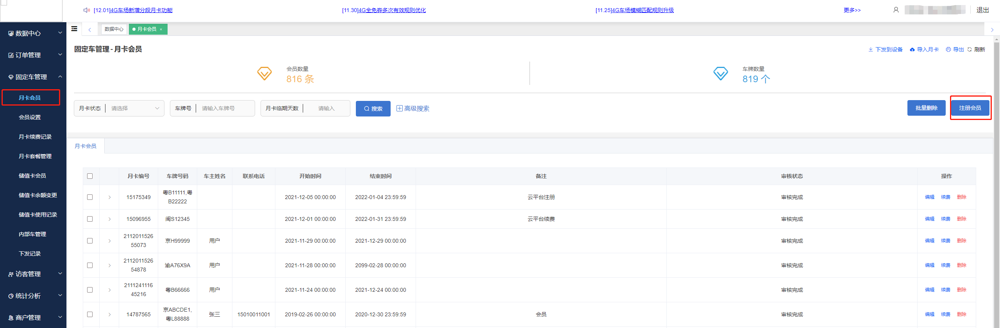 [12.01]4G车场新增分段月卡功能
[11.30]4G全免券多次有效规则优化
[11.25]4G车场模糊匹配规则升级
更多>>
退出
数据中心
订单管理
固定车管理
月卡会员
会员设置
月卡续费记录
月卡套餐管理
储值卡会员
储值卡余额变更
储值卡使用记录
内部车管理
下发记录
访客管理
统计分析
商户管理
数据中心
月卡会员 ×
固定车管理 - 月卡会员
下发到设备 导入月卡 导出 刷新
会员数量
816 条
车牌数量
819 个
月卡状态 请选择
车牌号 请输入车牌号
月卡临期天数 请输入
搜索
高级搜索
批量删除
注册会员
月卡会员
月卡编号 车牌号码 车主姓名 联系电话 开始时间 结束时间 备注 审核状态 操作
15175349 粤B11111,粤B22222 2021-12-05 00:00:00 2022-01-04 23:59:59 云平台注册 审核完成 编辑 续费 删除
15096955 闽S12345 2021-12-01 00:00:00 2022-01-31 23:59:59 云平台续费 审核完成 编辑 续费 删除
211201152655073 京H99999 用户 2021-11-29 00:00:00 2021-12-29 00:00:00 审核完成 编辑 续费 删除
211201152654878 渝A76X9A 用户 2021-11-28 00:00:00 2099-02-28 00:00:00 审核完成 编辑 续费 删除
211124111645216 粤B66666 用户 2021-11-24 00:00:00 2021-12-24 00:00:00 审核完成 编辑 续费 删除
14787565 京ABCDE1,粤L88888 张三 15010011001 2019-02-26 00:00:00 2020-12-30 23:59:59 会员 审核完成 编辑 续费 删除